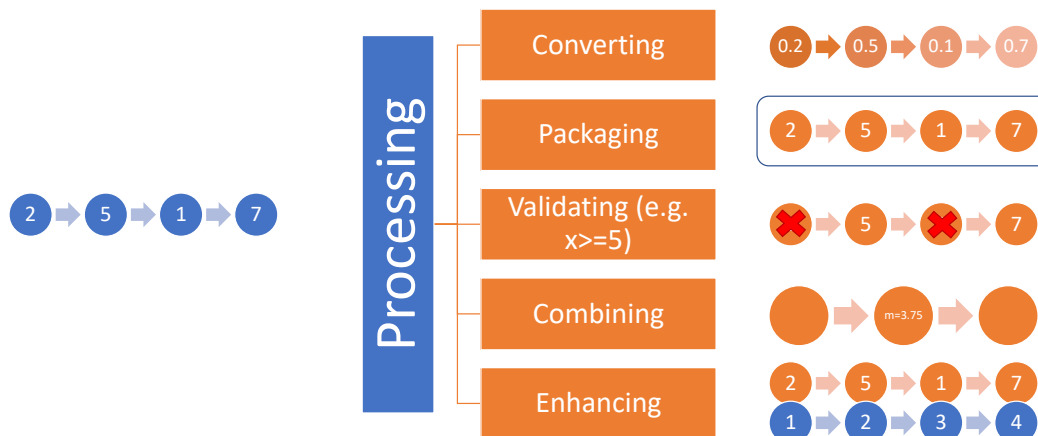 2 5 1 7
Processing
Converting
0.2 0.5 0.1 0.7
Packaging
2 5 1 7
Validating (e.g.
x>=5)
5 7
Combining
m=3.75
Enhancing
2 5 1 7
1 2 3 4